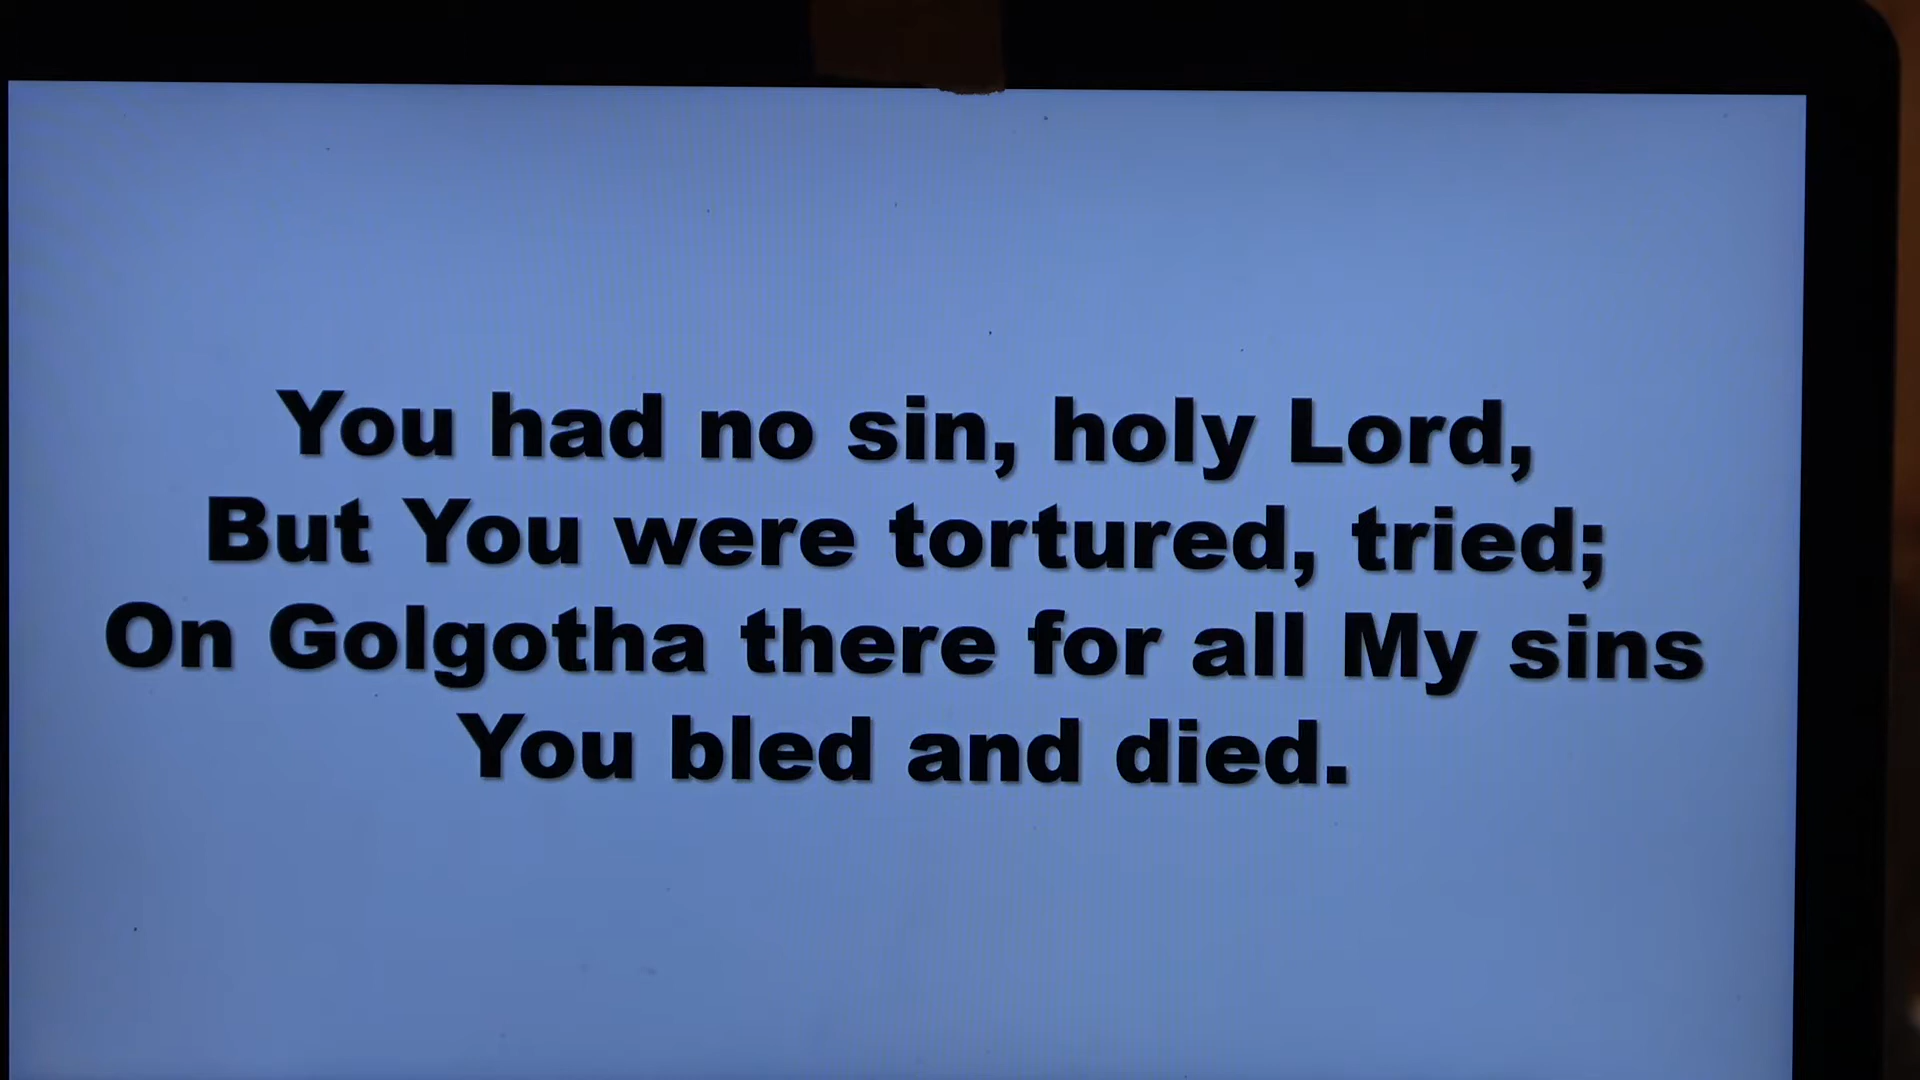 You had no sin, holy Lord,
But You were tortured, tried;
On Golgotha there for all My sins
You bled and died.